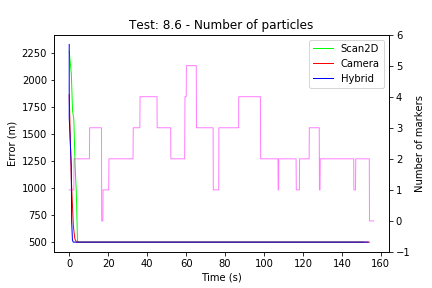 Test: 8.6 - Number of particles
Scan2D
Camera
Hybrid
Error (m)
2250
2000
1750
1500
1250
1000
750
500
6
5
4
3
2
1
0
−1
Number of markers
0 20 40 60 80 100 120 140 160
Time (s)